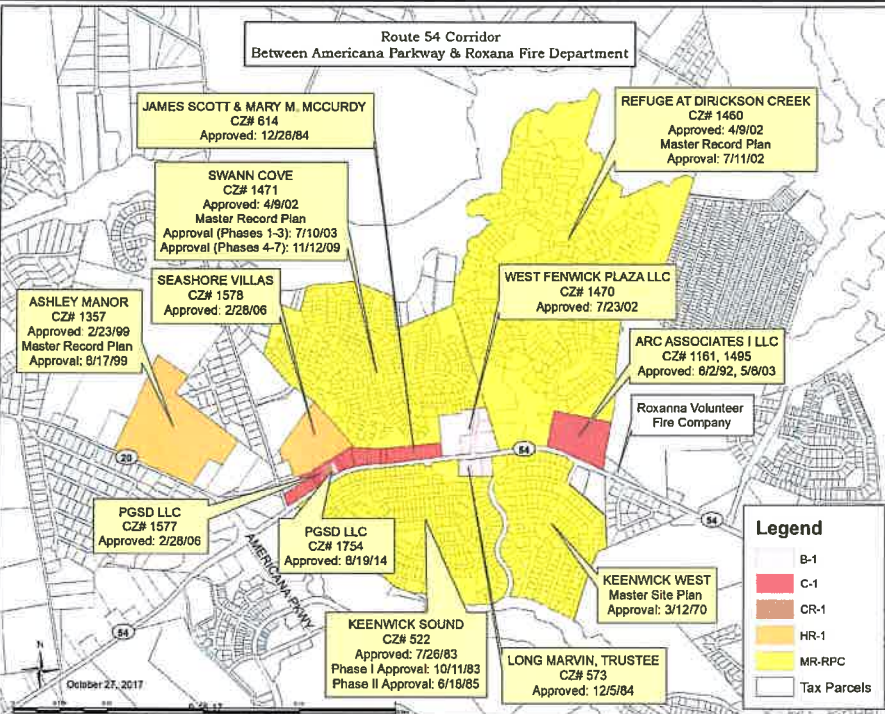 Route 54 Corridor
Between Americana Parkway & Roxana Fire Department
JAMES SCOTT & MARY M. MCCURDY
CZ# 614
Approved: 12/26/84
REFUGE AT DIRICKSON CREEK
CZ# 1460
Approved: 4/9/02
Master Record Plan
Approval: 7/11/02
SWANN COVE
CZ# 1471
Approved: 4/9/02
Master Record Plan
Approval (Phases 1-3): 7/10/03
Approval (Phases 4-7): 11/12/09
SEASHORE VILLAS
CZ# 1578
Approved: 2/28/06
WEST FENWICK PLAZA LLC
CZ# 1470
Approved: 7/23/02
ASHLEY MANOR
CZ# 1357
Approved: 2/23/99
Master Record Plan
Approval: 8/17/99
ARC ASSOCIATES I LLC
CZ# 1161, 1495
Approved: 6/2/92, 5/6/03
Roxanna Volunteer
Fire Company
20
54
54
PGSD LLC
CZ# 1577
Approved: 2/28/06
PGSD LLC
CZ# 1754
Approved: 8/19/14
AMERICANA PKWY
KEENWICK WEST
Master Site Plan
Approval: 3/12/70
KEENWICK SOUND
CZ# 522
Approved: 7/26/83
Phase I Approval: 10/11/83
Phase II Approval: 6/18/85
LONG MARVIN, TRUSTEE
CZ# 573
Approved: 12/5/84
54
N
October 27, 2017
Legend
B-1
C-1
CR-1
HR-1
MR-RPC
Tax Parcels